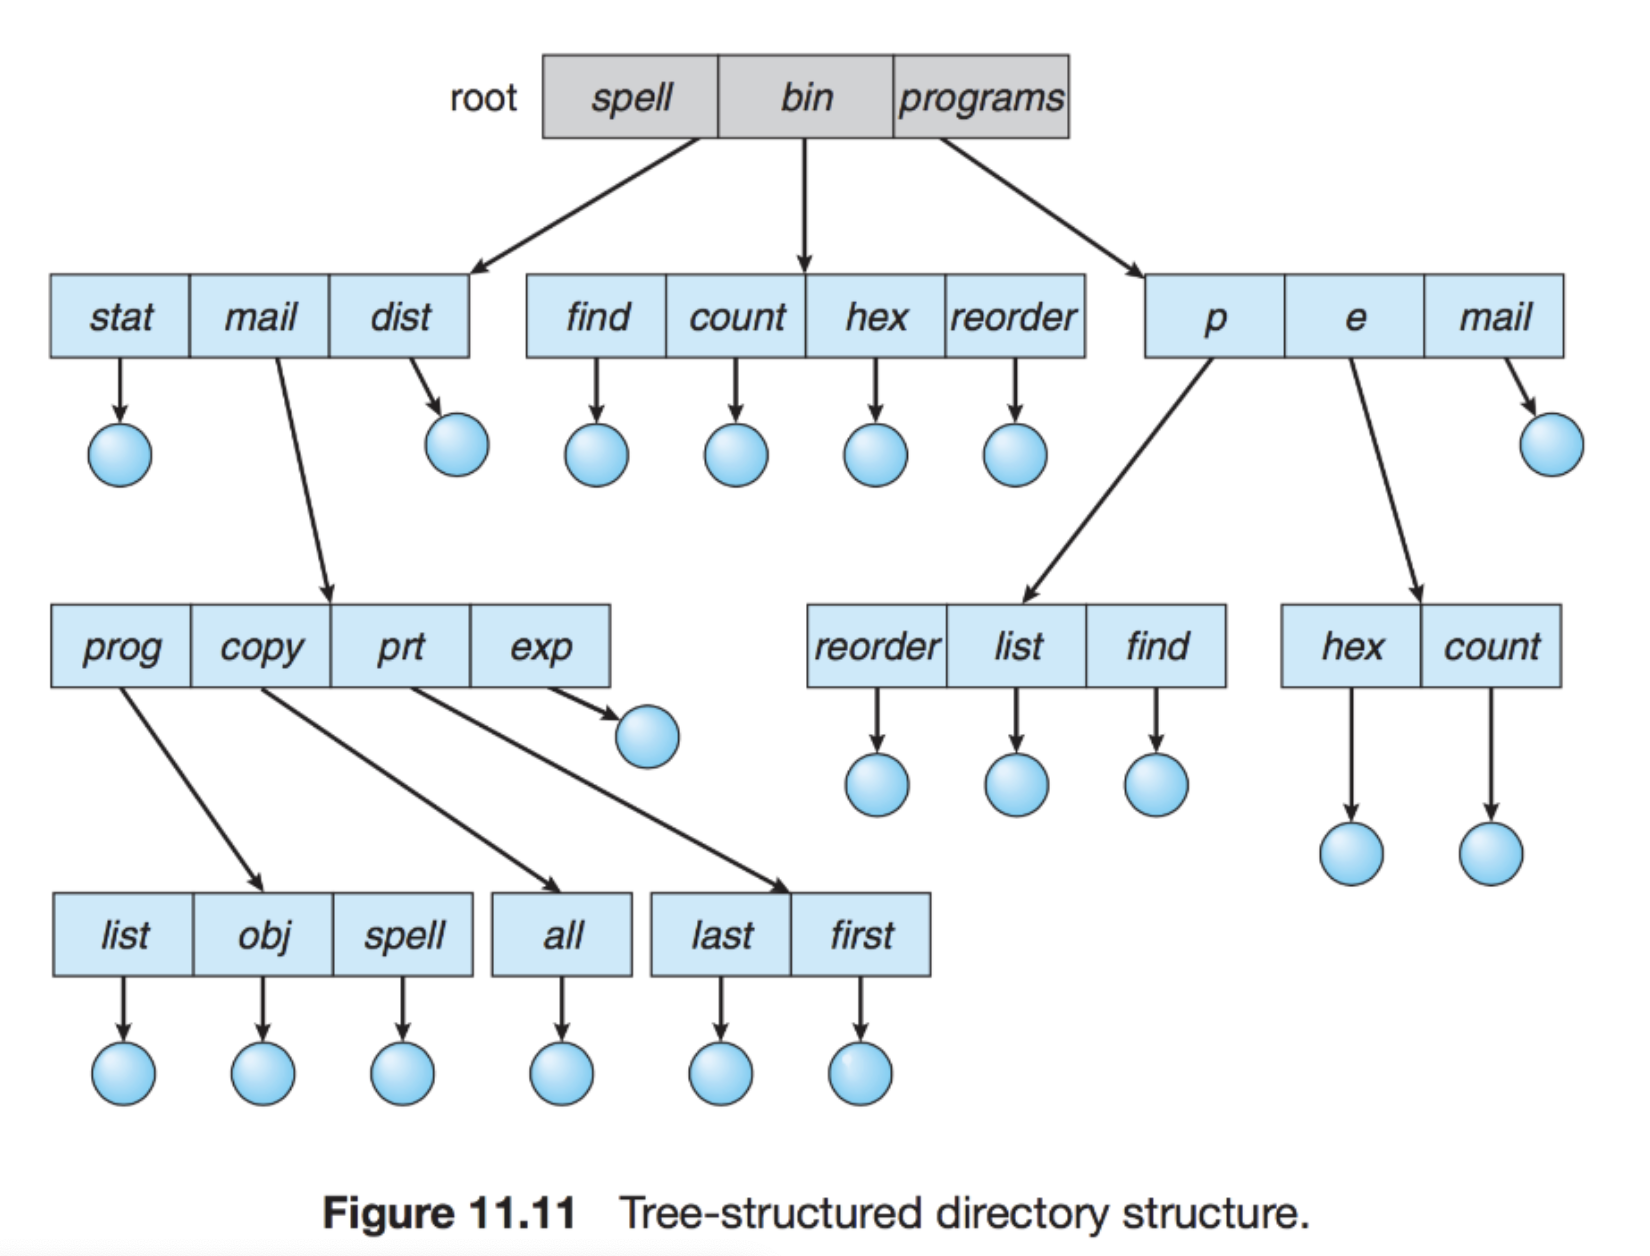 root spell bin programs
stat mail dist find count hex reorder p e mail
prog copy prt exp reorder list find hex count
list obj spell all last first
Figure 11.11 Tree-structured directory structure.